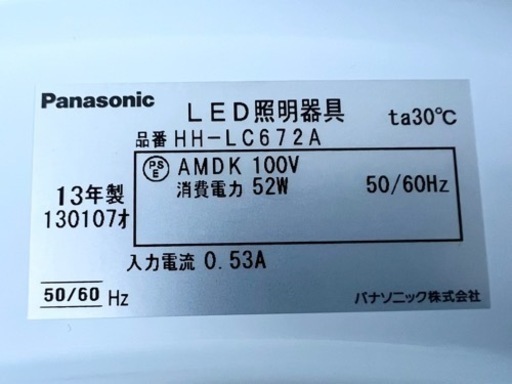 Panasonic LED照明器具 ta30℃
品番 HH-LC672A
PSE AMDK 100V
消費電力 52W 50/60Hz
13年製
130107オ
入力電流 0.53A
50/60 Hz
パナソニック株式会社